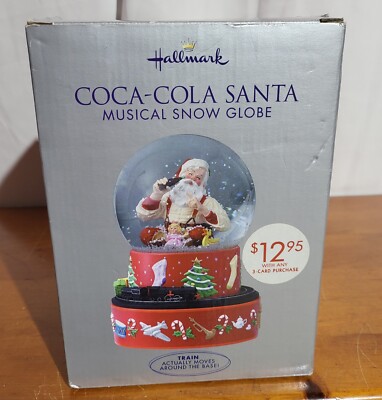 Hallmark
COCA-COLA SANTA
MUSICAL SNOW GLOBE
$12.95
WITH ANY
3-CARD PURCHASE
TRAIN
ACTUALLY MOVES
AROUND THE BASE!